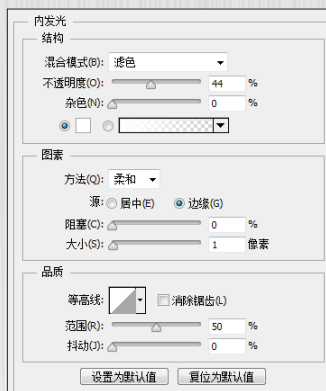 内发光
结构
混合模式(B): 滤色
不透明度(O): 44 %
杂色(N): 0 %
图素
方法(Q): 柔和
源: 居中(E) 边缘(G)
阻塞(C): 0 %
大小(S): 1 像素
品质
等高线: 消除锯齿(L)
范围(R): 50 %
抖动(J): 0 %
设置为默认值 复位为默认值